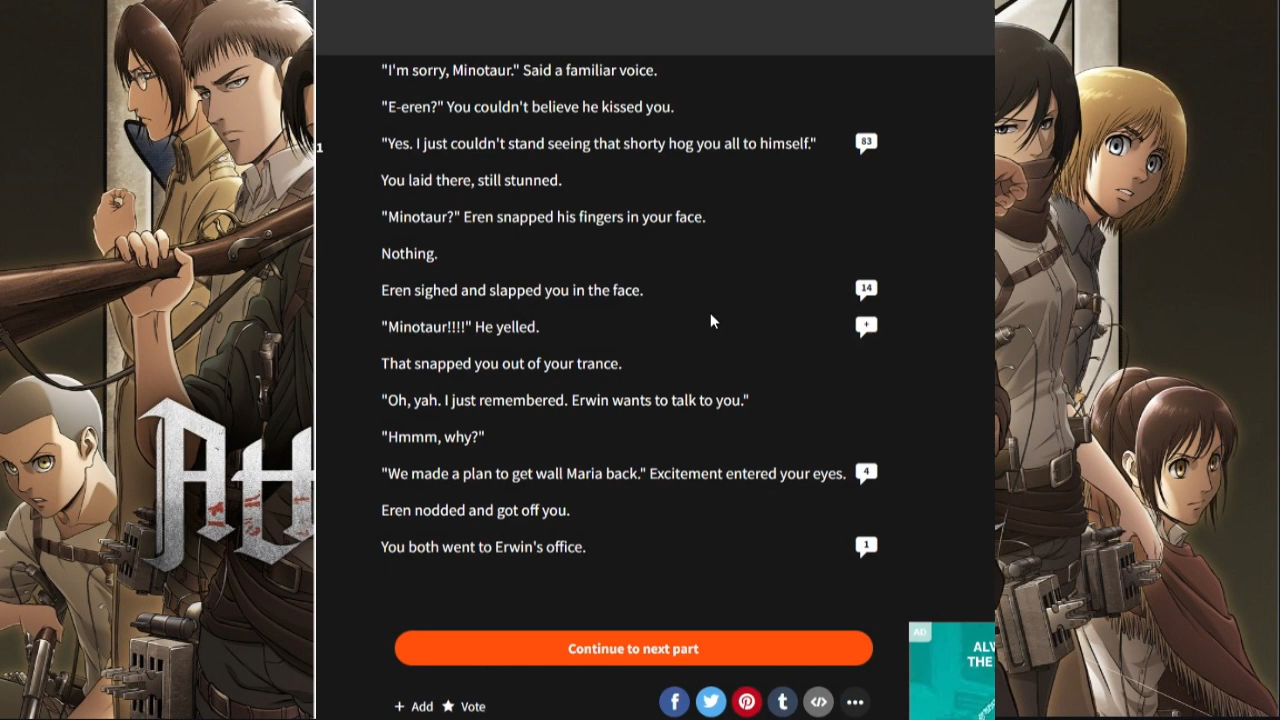 "I'm sorry, Minotaur." Said a familiar voice.
"E-eren?" You couldn't believe he kissed you.
"Yes. I just couldn't stand seeing that shorty hog you all to himself."
83
You laid there, still stunned.
1
"Minotaur?" Eren snapped his fingers in your face.
Nothing.
Eren sighed and slapped you in the face.
14
"Minotaur!!!!" He yelled.
+
That snapped you out of your trance.
"Oh, yah. I just remembered. Erwin wants to talk to you."
"Hmmm, why?"
"We made a plan to get wall Maria back." Excitement entered your eyes.
4
Eren nodded and got off you.
You both went to Erwin's office.
1
Att
Continue to next part
AD
ALW
THE
+ Add ★ Vote
f
t